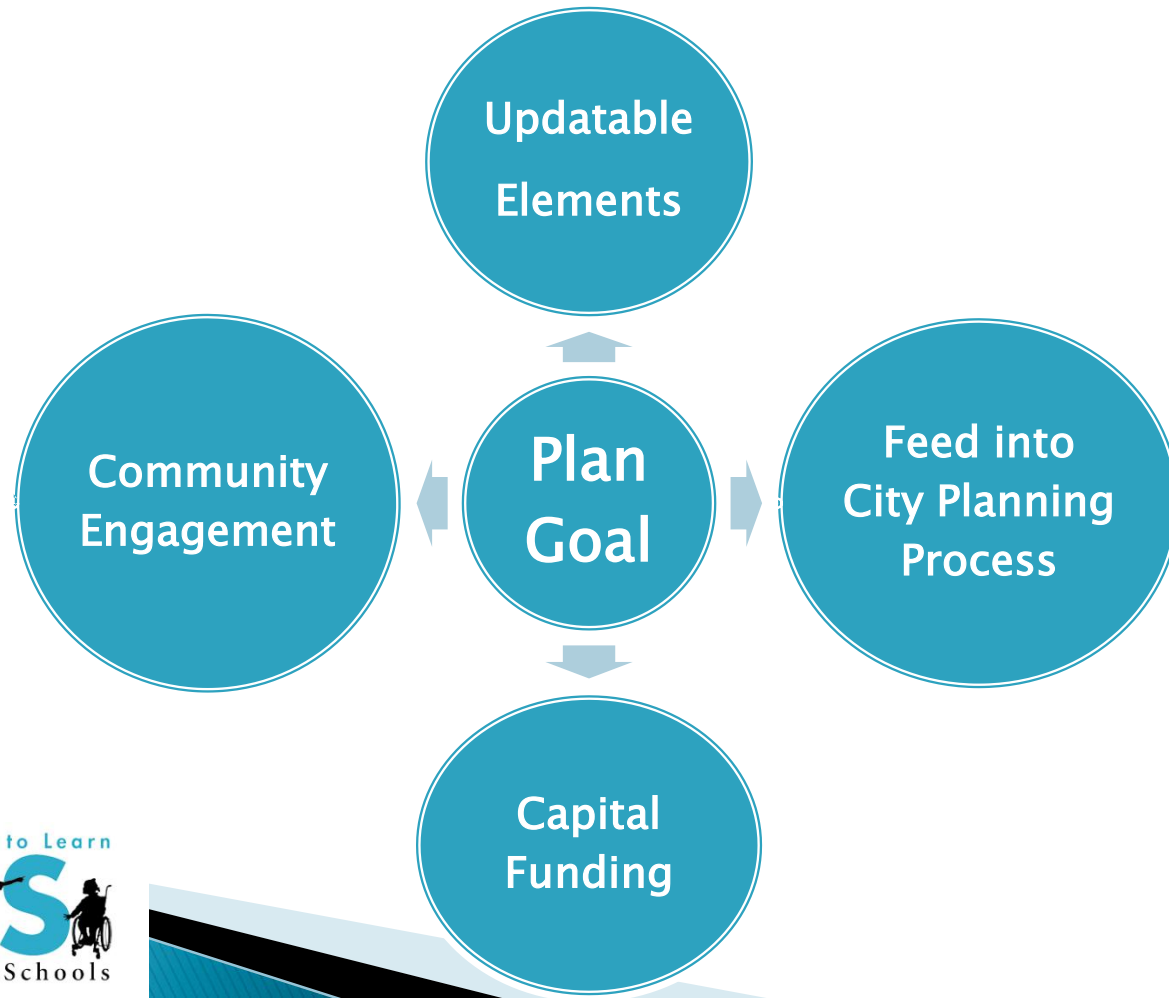 Updatable
Elements
Community
Engagement
Plan
Goal
Feed into
City Planning
Process
Capital
Funding
to Learn
S
Schools